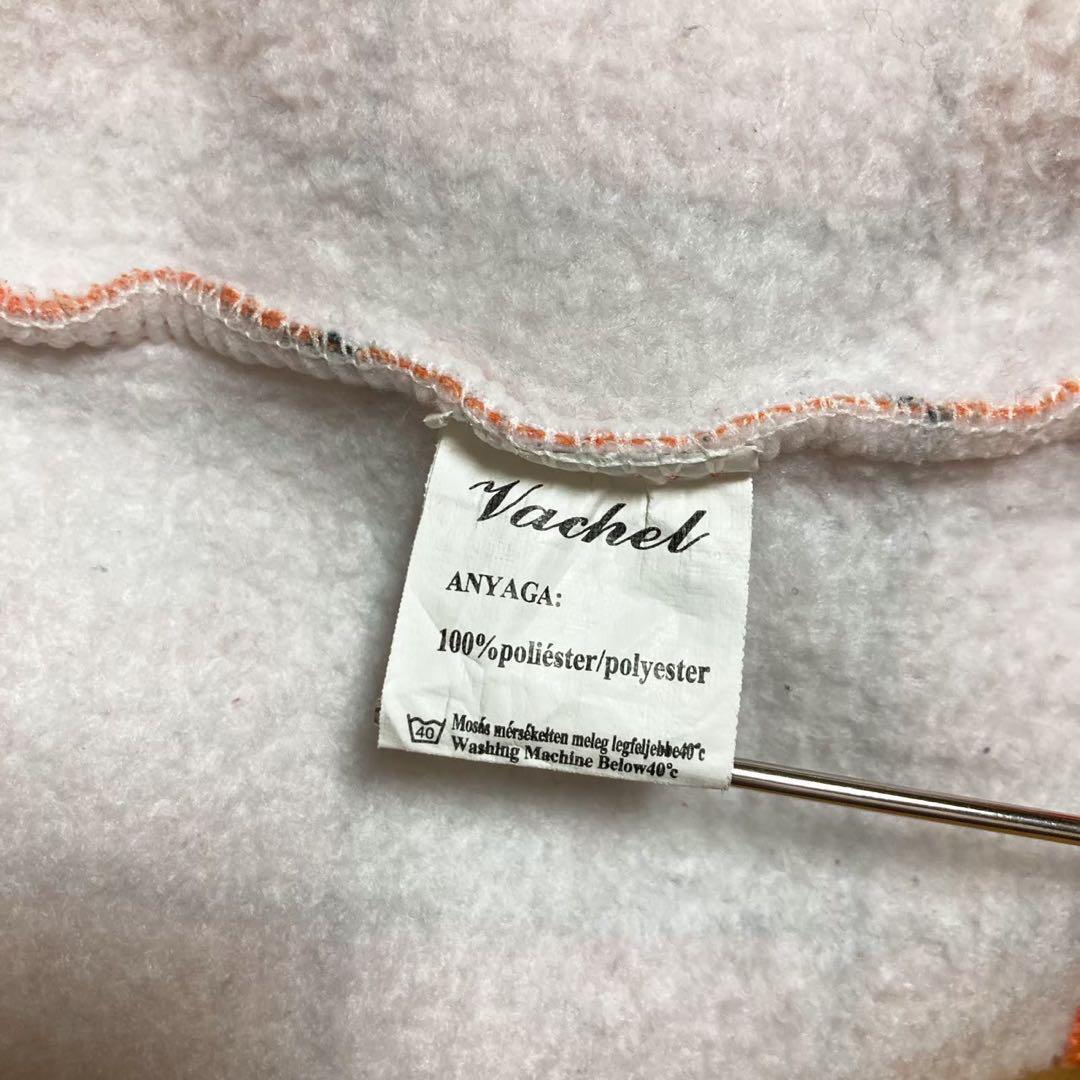 Vachel
ANYAGA:
100%poliéster/polyester
40 Mosás mérsékelten meleg legfeljebbe40°c
Washing Machine Below40°c